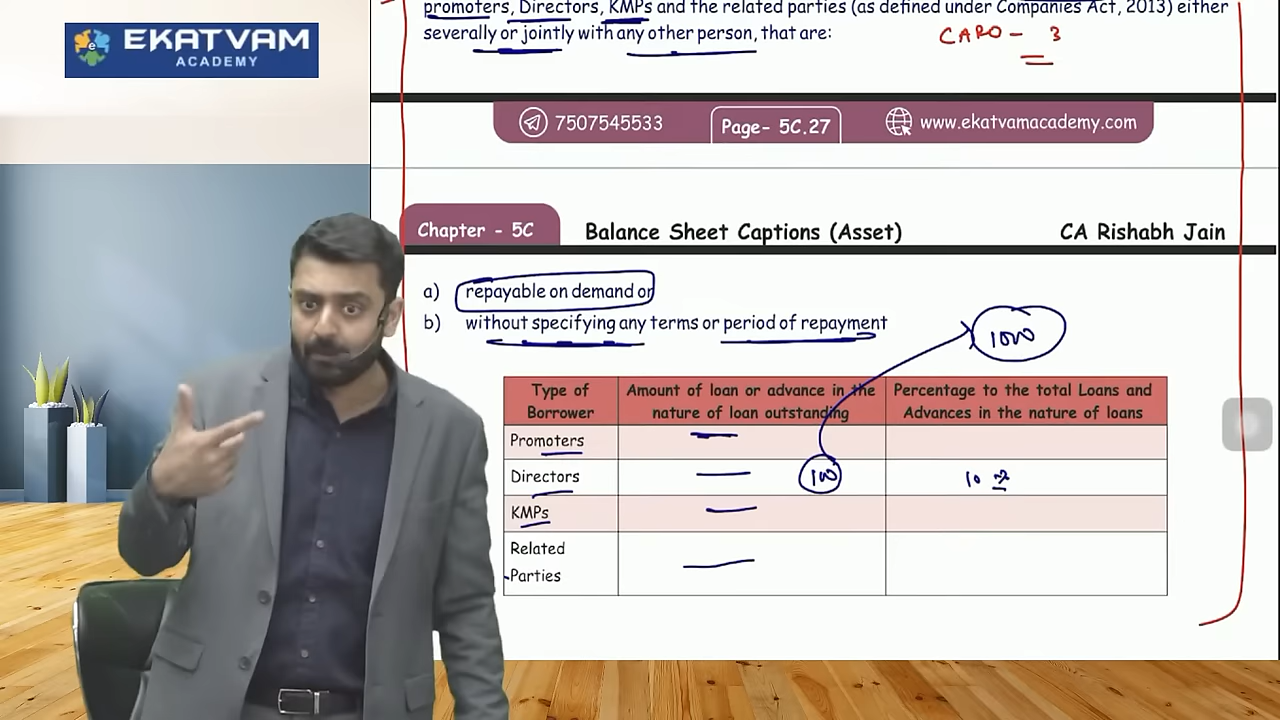 promoters, Directors, KMPs and the related parties (as defined under Companies Act, 2013) either
severally or jointly with any other person, that are:
CARO - 3
EKATVAM
ACADEMY
7507545533
Page- 5C.27
www.ekatvamacademy.com
Chapter - 5C
Balance Sheet Captions (Asset)
CA Rishabh Jain
a) repayable on demand or
b) without specifying any terms or period of repayment
1000
Type of
Borrower
Amount of loan or advance in the
nature of loan outstanding
Percentage to the total Loans and
Advances in the nature of loans
Promoters
Directors
100
10 %
KMPs
Related
Parties